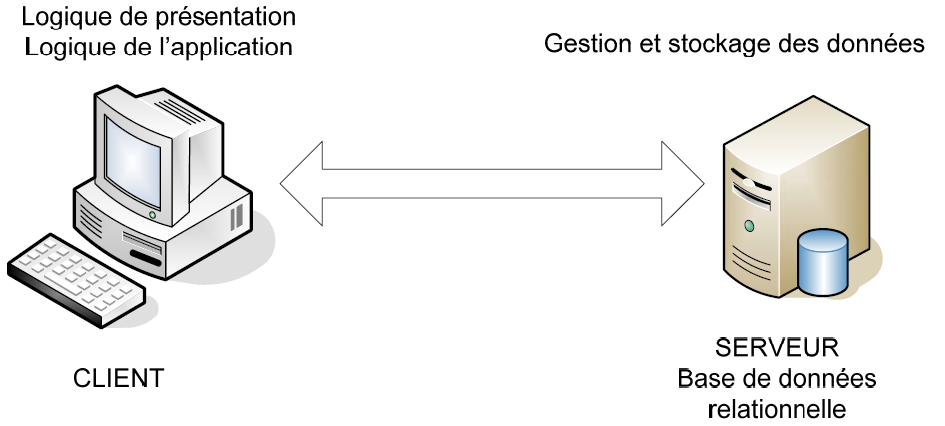 Logique de présentation
Logique de l’application
Gestion et stockage des données
CLIENT
SERVEUR
Base de données
relationnelle